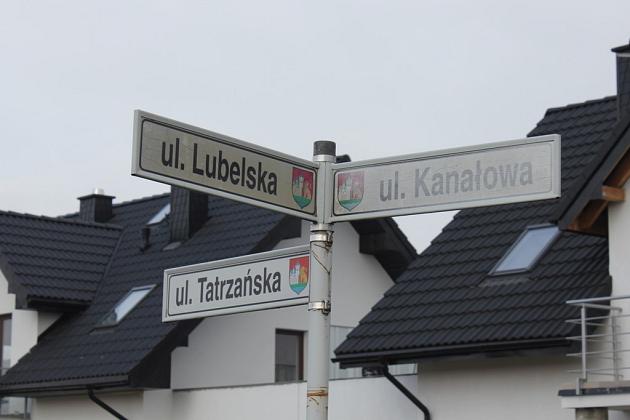 ul. Lubelska
ul. Kanałowa
ul. Tatrzańska